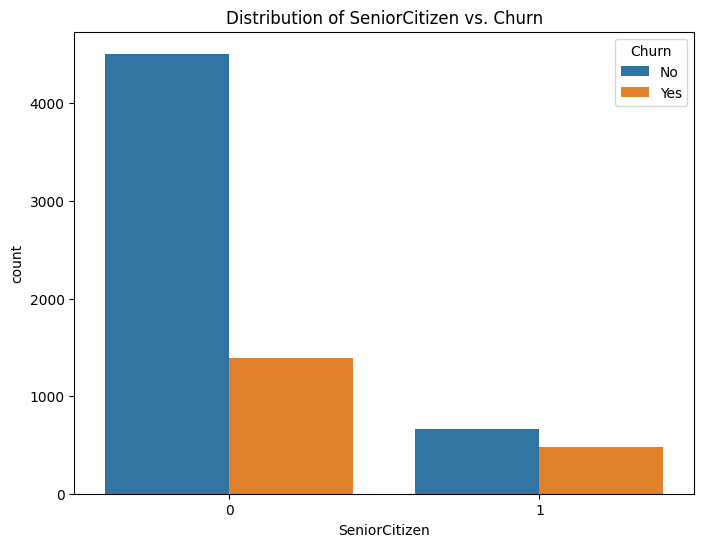 Distribution of SeniorCitizen vs. Churn
Churn
No
Yes
4000
3000
2000
1000
0
count
0
1
SeniorCitizen